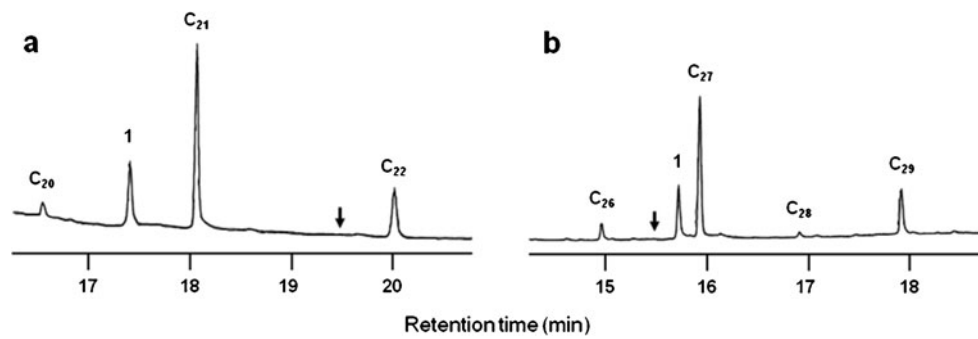 a
C₂₀
1
C₂₁
C₂₂
17 18 19 20
b
C₂₆
1
C₂₇
C₂₈
C₂₉
15 16 17 18
Retention time (min)